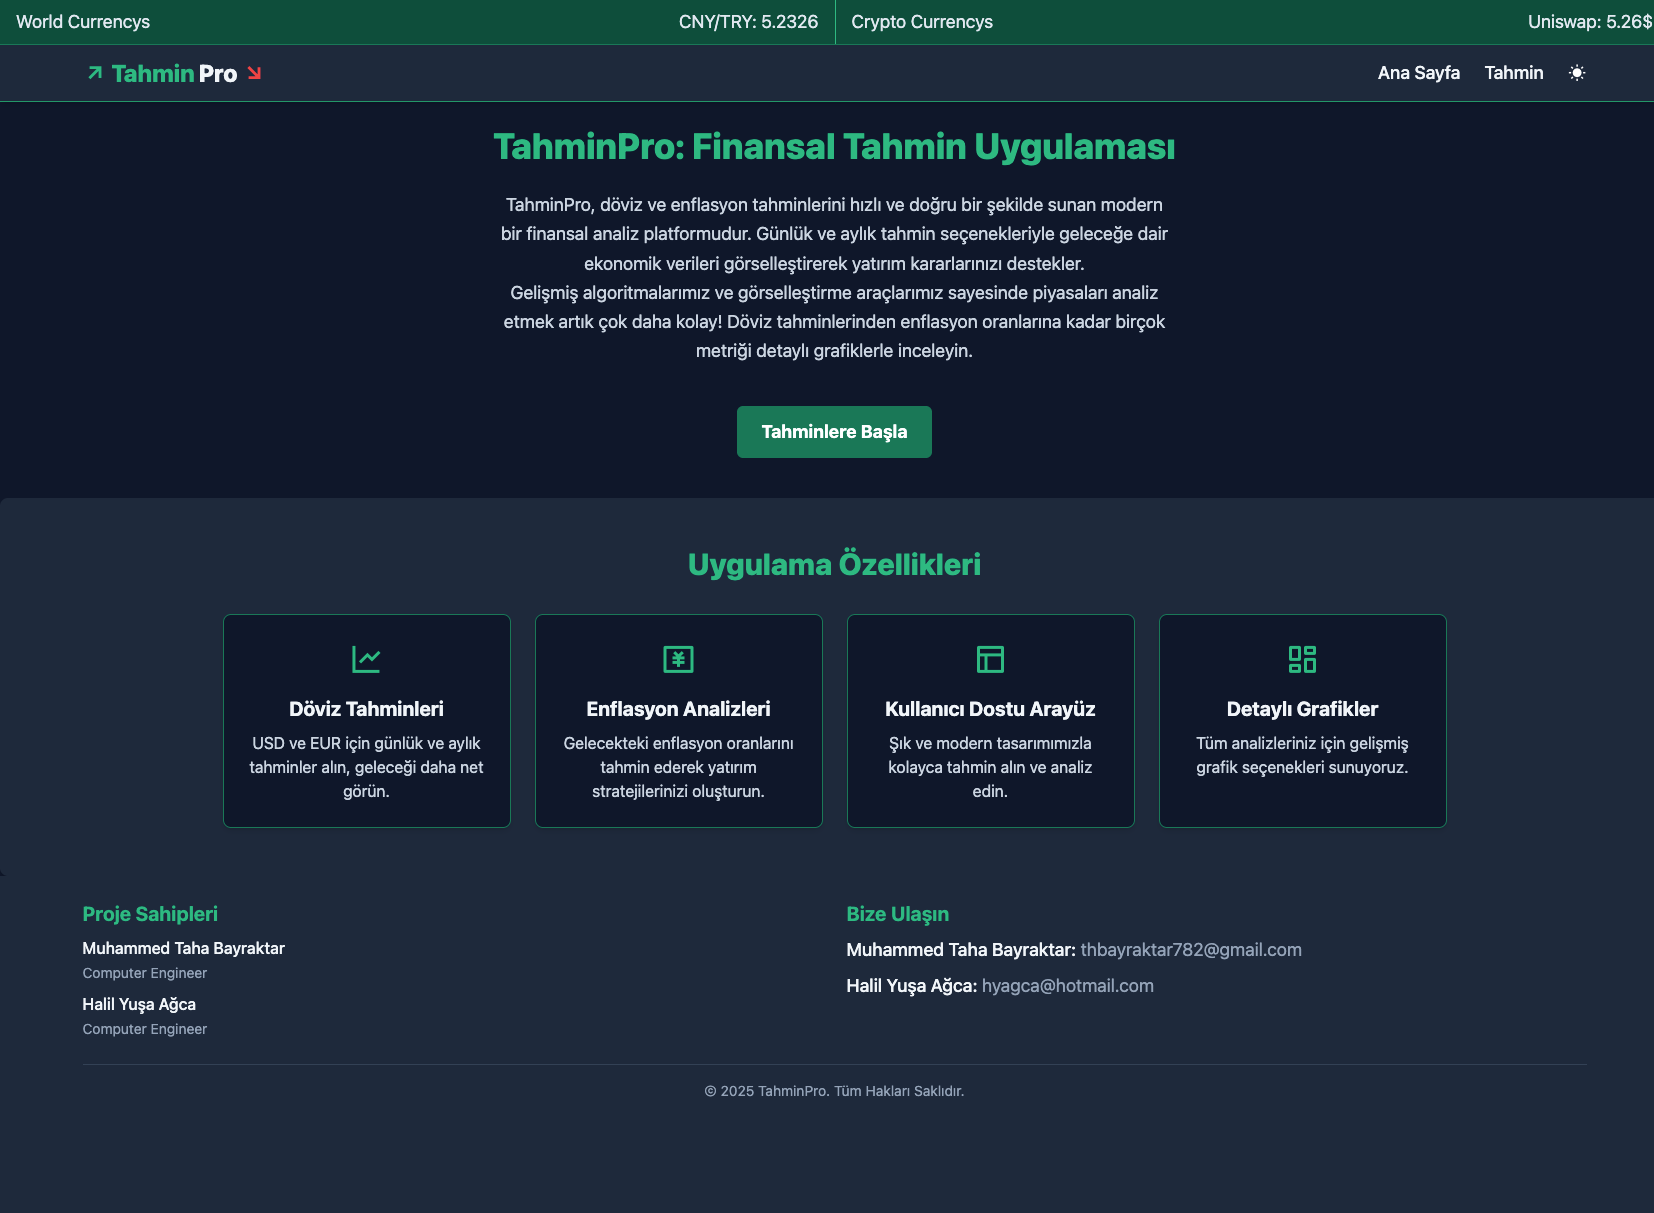 World Currencys
CNY/TRY: 5.2326
Crypto Currencys
Uniswap: 5.26$
Tahmin Pro
Ana Sayfa
Tahmin
TahminPro: Finansal Tahmin Uygulaması
TahminPro, döviz ve enflasyon tahminlerini hızlı ve doğru bir şekilde sunan modern
bir finansal analiz platformudur. Günlük ve aylık tahmin seçenekleriyle geleceğe dair
ekonomik verileri görselleştirerek yatırım kararlarınızı destekler.
Gelişmiş algoritmalarımız ve görselleştirme araçlarımız sayesinde piyasaları analiz
etmek artık çok daha kolay! Döviz tahminlerinden enflasyon oranlarına kadar birçok
metriği detaylı grafiklerle inceleyin.
Tahminlere Başla
Uygulama Özellikleri
Döviz Tahminleri
USD ve EUR için günlük ve aylık
tahminler alın, geleceği daha net
görün.
Enflasyon Analizleri
Gelecekteki enflasyon oranlarını
tahmin ederek yatırım
stratejilerinizi oluşturun.
Kullanıcı Dostu Arayüz
Şık ve modern tasarımımızla
kolayca tahmin alın ve analiz
edin.
Detaylı Grafikler
Tüm analizleriniz için gelişmiş
grafik seçenekleri sunuyoruz.
Proje Sahipleri
Muhammed Taha Bayraktar
Computer Engineer
Halil Yuşa Ağca
Computer Engineer
Bize Ulaşın
Muhammed Taha Bayraktar: thbayraktar782@gmail.com
Halil Yuşa Ağca: hyagca@hotmail.com
© 2025 TahminPro. Tüm Hakları Saklıdır.